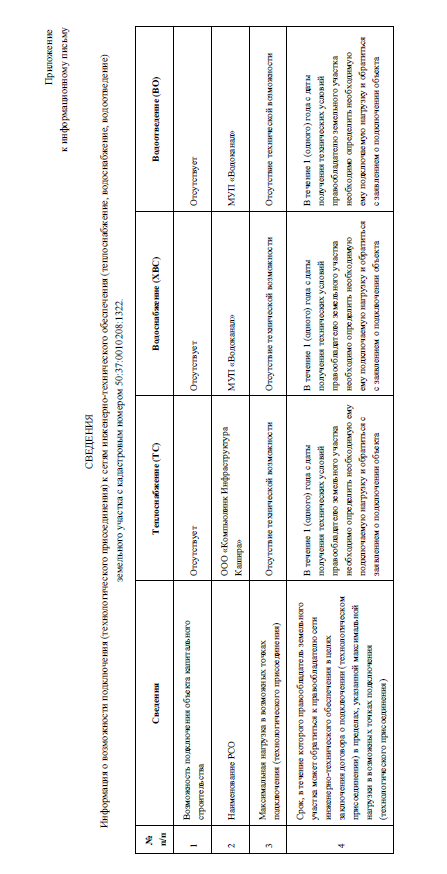 Приложение
к информационному письму
СВЕДЕНИЯ
Информация о возможности подключения (технологического присоединения) к сетям инженерно-технического обеспечения (теплоснабжение, водоснабжение, водоотведение)
земельного участка с кадастровым номером 50:37:0010208:1322.
№
п/п
Сведения
Теплоснабжение (ТС)
Водоснабжение (ХВС)
Водоотведение (ВО)
1
Возможность подключения объекта капитального
строительства
Отсутствует
Отсутствует
Отсутствует
2
Наименование РСО
ООО «Компьюлинк Инфраструктура
Кашира»
МУП «Водоканал»
МУП «Водоканал»
3
Максимальная нагрузка в возможных точках
подключения (технологического присоединения)
Отсутствие технической возможности
Отсутствие технической возможности
Отсутствие технической возможности
4
Срок, в течение которого правообладатель земельного
участка может обратиться к правообладателю сети
инженерно-технического обеспечения в целях
заключения договора о подключении (технологическом
присоединении) в пределах, указанной максимальной
нагрузки в возможных точках подключения
(технологического присоединения)
В течение 1 (одного) года с даты
получения технических условий
правообладателю земельного участка
необходимо определить необходимую ему
подключаемую нагрузку и обратиться с
заявлением о подключении объекта
В течение 1 (одного) года с даты
получения технических условий
правообладателю земельного участка
необходимо определить необходимую
ему подключаемую нагрузку и обратиться
с заявлением о подключении объекта
В течение 1 (одного) года с даты
получения технических условий
правообладателю земельного участка
необходимо определить необходимую
ему подключаемую нагрузку и обратиться
с заявлением о подключении объекта